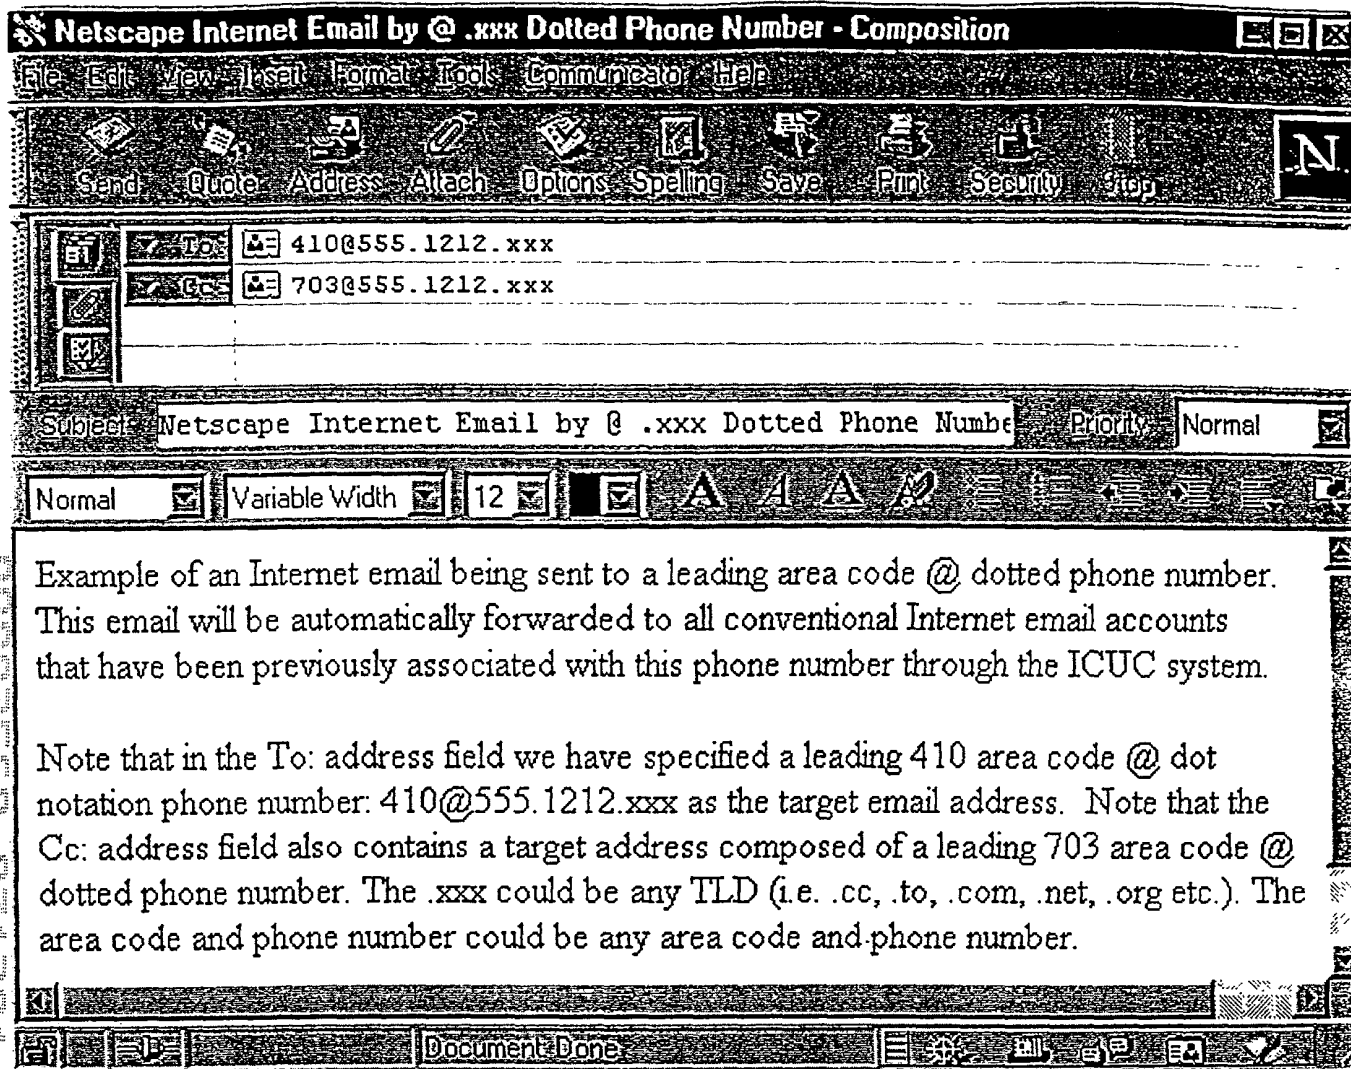 Netscape Internet Email by @ .xxx Dotted Phone Number - Composition
File Edit View Insert Format Tools Communicator Help
Send Quote Address Attach Options Spelling Save Print Security Stop
N
To: 410@555.1212.xxx
Cc: 703@555.1212.xxx
Subject: Netscape Internet Email by @ .xxx Dotted Phone Numbe Priority: Normal
Normal Variable Width 12 A A A
Example of an Internet email being sent to a leading area code @ dotted phone number.
This email will be automatically forwarded to all conventional Internet email accounts
that have been previously associated with this phone number through the ICUC system.
Note that in the To: address field we have specified a leading 410 area code @ dot
notation phone number: 410@555.1212.xxx as the target email address. Note that the
Cc: address field also contains a target address composed of a leading 703 area code @
dotted phone number. The .xxx could be any TLD (i.e. .cc, .to, .com, .net, .org etc.). The
area code and phone number could be any area code and phone number.
Document Done